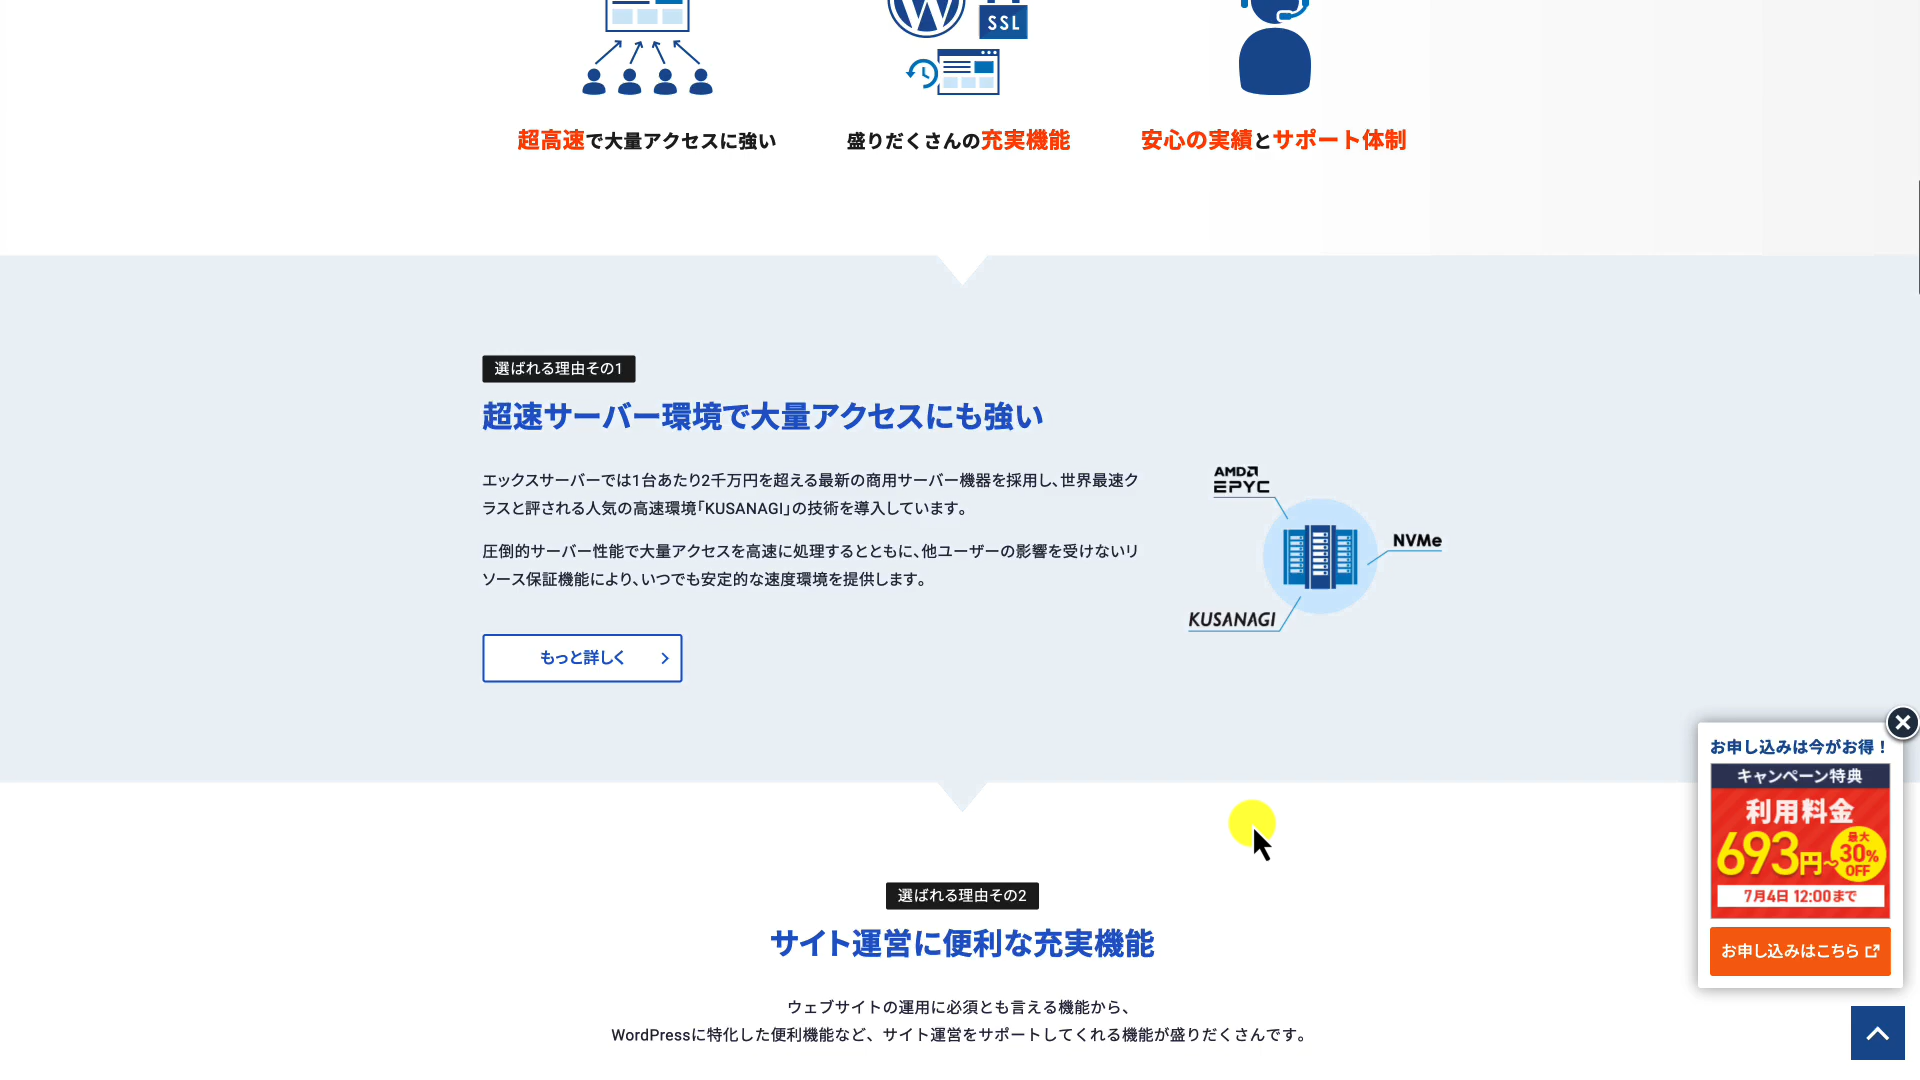 SSL
超高速で大量アクセスに強い
盛りだくさんの充実機能
安心の実績とサポート体制
選ばれる理由その1
超速サーバー環境で大量アクセスにも強い
エックスサーバーでは1台あたり2千万円を超える最新の商用サーバー機器を採用し、世界最速ク
ラスと評される人気の高速環境「KUSANAGI」の技術を導入しています。
圧倒的サーバー性能で大量アクセスを高速に処理するとともに、他ユーザーの影響を受けないリ
ソース保証機能により、いつでも安定的な速度環境を提供します。
もっと詳しく
AMD
EPYC
NVMe
KUSANAGI
お申し込みは今がお得！
キャンペーン特典
利用料金
693円～
最大
30%
OFF
7月4日 12:00まで
お申し込みはこちら
選ばれる理由その2
サイト運営に便利な充実機能
ウェブサイトの運用に必須とも言える機能から、
WordPressに特化した便利機能など、サイト運営をサポートしてくれる機能が盛りだくさんです。